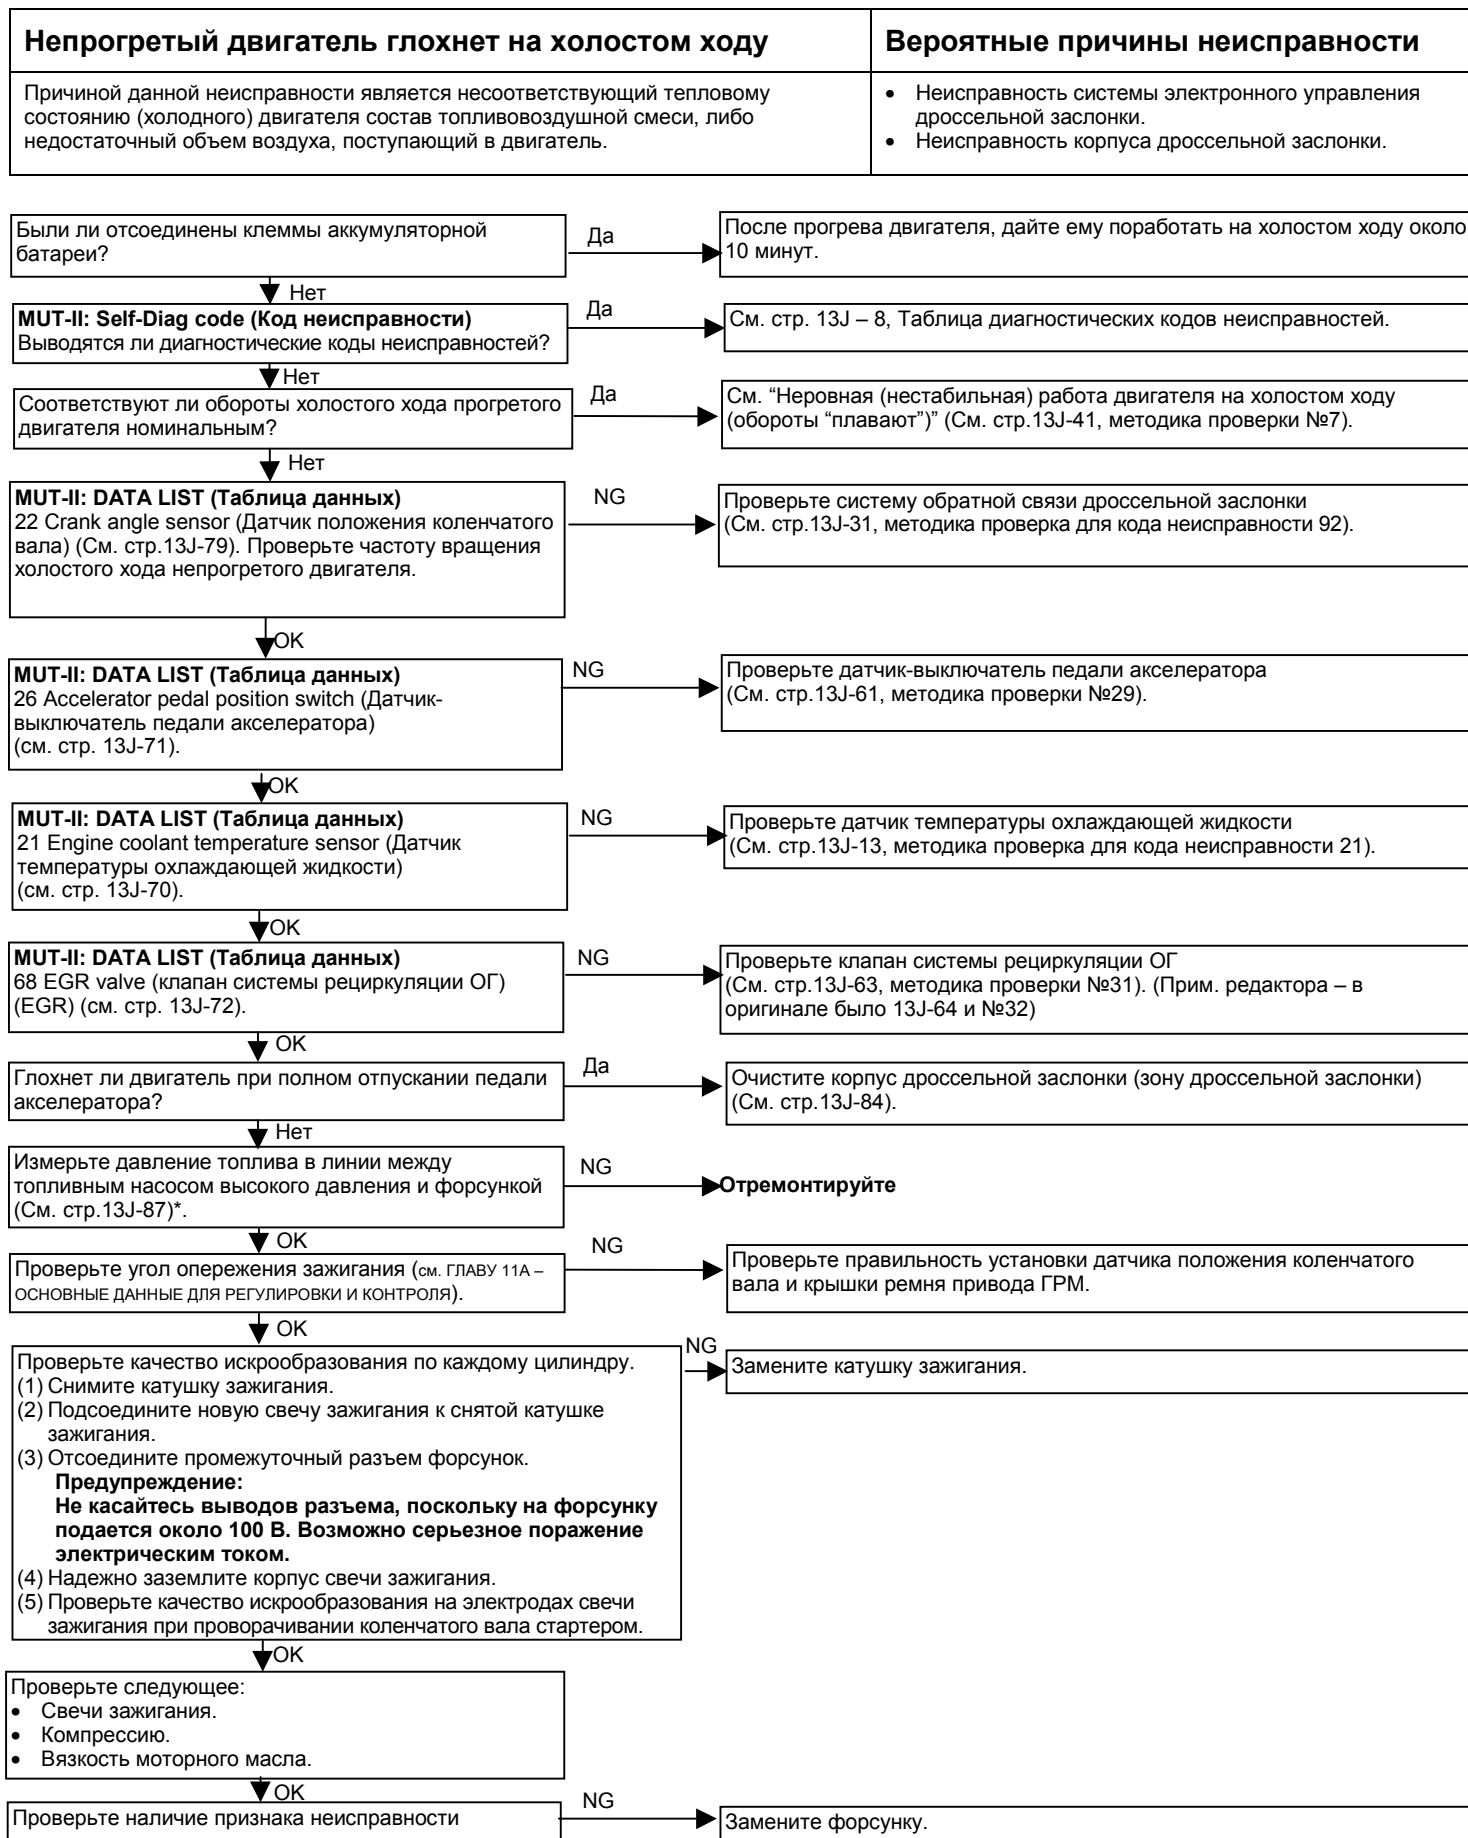 Непрогретый двигатель глохнет на холостом ходу
Вероятные причины неисправности
Причиной данной неисправности является несоответствующий тепловому
состоянию (холодного) двигателя состав топливовоздушной смеси, либо
недостаточный объем воздуха, поступающий в двигатель.
• Неисправность системы электронного управления
дроссельной заслонки.
• Неисправность корпуса дроссельной заслонки.
Были ли отсоединены клеммы аккумуляторной
батареи?
Да
После прогрева двигателя, дайте ему поработать на холостом ходу около
10 минут.
Нет
MUT-II: Self-Diag code (Код неисправности)
Выводятся ли диагностические коды неисправностей?
Да
См. стр. 13J – 8, Таблица диагностических кодов неисправностей.
Нет
Соответствуют ли обороты холостого хода прогретого
двигателя номинальным?
Да
См. “Неровная (нестабильная) работа двигателя на холостом ходу
(обороты “плавают”)” (См. стр.13J-41, методика проверки №7).
Нет
MUT-II: DATA LIST (Таблица данных)
22 Crank angle sensor (Датчик положения коленчатого
вала) (См. стр.13J-79). Проверьте частоту вращения
холостого хода непрогретого двигателя.
NG
Проверьте систему обратной связи дроссельной заслонки
(См. стр.13J-31, методика проверка для кода неисправности 92).
OK
MUT-II: DATA LIST (Таблица данных)
26 Accelerator pedal position switch (Датчик-
выключатель педали акселератора)
(см. стр. 13J-71).
NG
Проверьте датчик-выключатель педали акселератора
(См. стр.13J-61, методика проверки №29).
OK
MUT-II: DATA LIST (Таблица данных)
21 Engine coolant temperature sensor (Датчик
температуры охлаждающей жидкости)
(см. стр. 13J-70).
NG
Проверьте датчик температуры охлаждающей жидкости
(См. стр.13J-13, методика проверка для кода неисправности 21).
OK
MUT-II: DATA LIST (Таблица данных)
68 EGR valve (клапан системы рециркуляции ОГ)
(EGR) (см. стр. 13J-72).
NG
Проверьте клапан системы рециркуляции ОГ
(См. стр.13J-63, методика проверки №31). (Прим. редактора – в
оригинале было 13J-64 и №32)
OK
Глохнет ли двигатель при полном отпускании педали
акселератора?
Да
Очистите корпус дроссельной заслонки (зону дроссельной заслонки)
(См. стр.13J-84).
Нет
Измерьте давление топлива в линии между
топливным насосом высокого давления и форсункой
(См. стр.13J-87)*.
NG
Отремонтируйте
OK
Проверьте угол опережения зажигания (см. ГЛАВУ 11А –
ОСНОВНЫЕ ДАННЫЕ ДЛЯ РЕГУЛИРОВКИ И КОНТРОЛЯ).
NG
Проверьте правильность установки датчика положения коленчатого
вала и крышки ремня привода ГРМ.
OK
Проверьте качество искрообразования по каждому цилиндру.
(1) Снимите катушку зажигания.
(2) Подсоедините новую свечу зажигания к снятой катушке
зажигания.
(3) Отсоедините промежуточный разъем форсунок.
Предупреждение:
Не касайтесь выводов разъема, поскольку на форсунку
подается около 100 В. Возможно серьезное поражение
электрическим током.
(4) Надежно заземлите корпус свечи зажигания.
(5) Проверьте качество искрообразования на электродах свечи
зажигания при проворачивании коленчатого вала стартером.
NG
Замените катушку зажигания.
OK
Проверьте следующее:
• Свечи зажигания.
• Компрессию.
• Вязкость моторного масла.
OK
Проверьте наличие признака неисправности
NG
Замените форсунку.